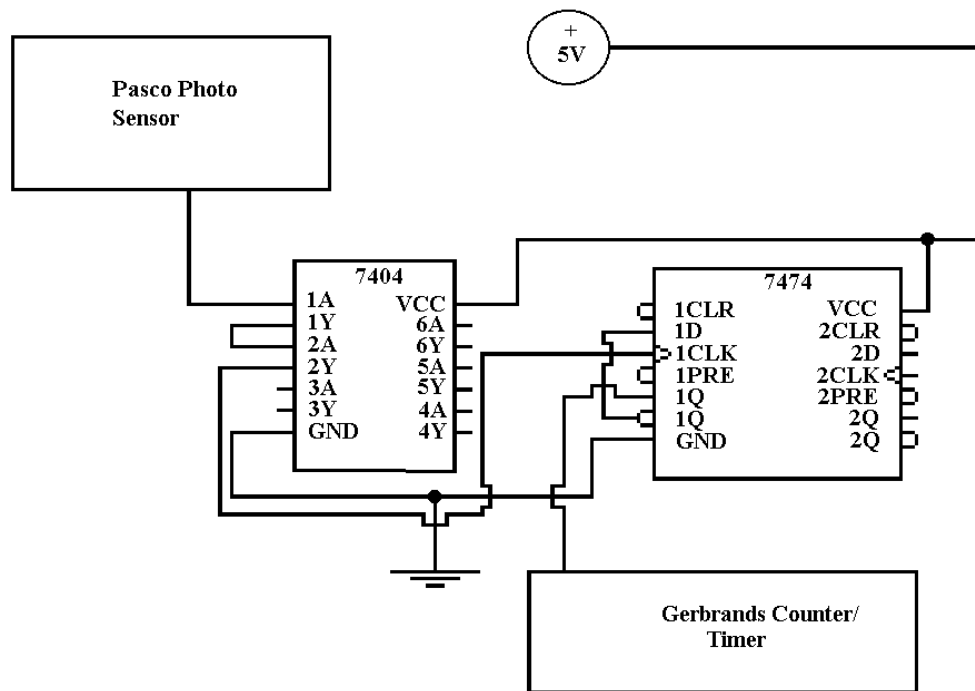 +
5V
Pasco Photo
Sensor
7404
1A
1Y
2A
2Y
3A
3Y
GND
VCC
6A
6Y
5A
5Y
4A
4Y
7474
1CLR
1D
1CLK
1PRE
1Q
1Q
GND
VCC
2CLR
2D
2CLK
2PRE
2Q
2Q
Gerbrands Counter/
Timer